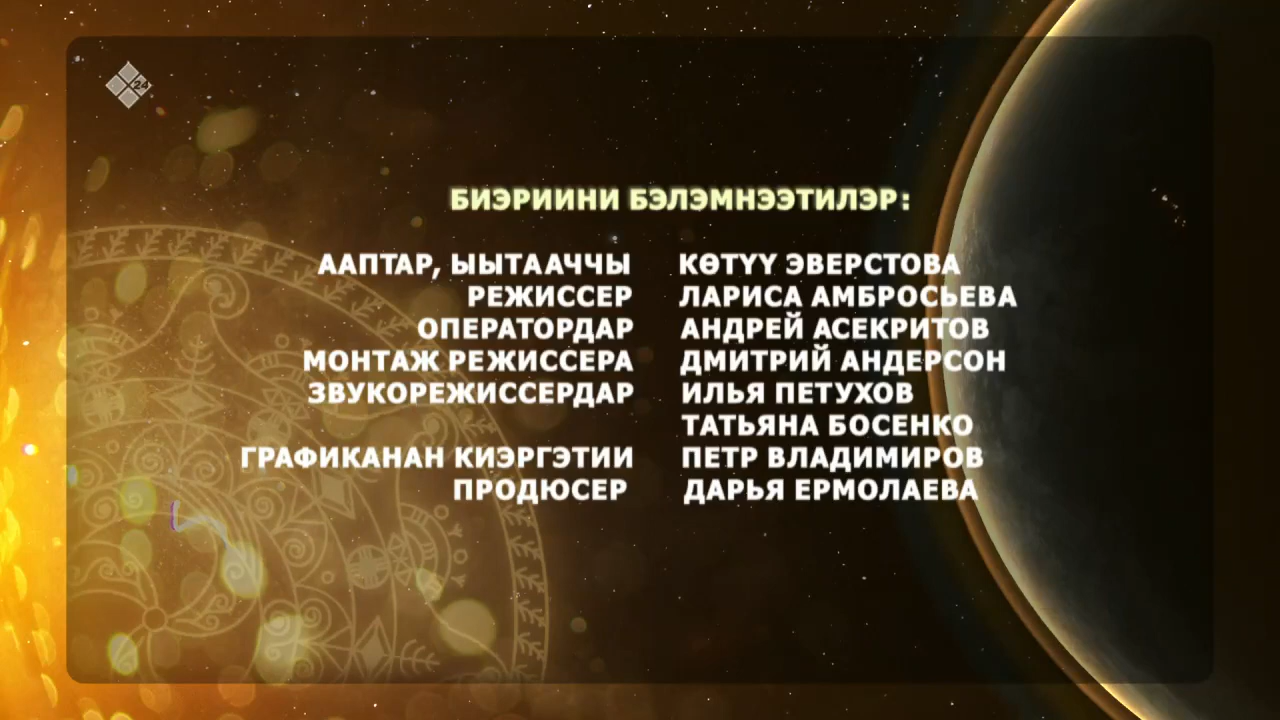 24
БИЭРИИНИ БЭЛЭМНЭЭТИЛЭР:
ААПТАР, ЫЫТААЧЧЫ КӨТҮҮ ЭВЕРСТОВА
РЕЖИССЕР ЛАРИСА АМБРОСЬЕВА
ОПЕРАТОРДАР АНДРЕЙ АСЕКРИТОВ
МОНТАЖ РЕЖИССЕРА ДМИТРИЙ АНДЕРСОН
ЗВУКОРЕЖИССЕРДАР ИЛЬЯ ПЕТУХОВ
ТАТЬЯНА БОСЕНКО
ГРАФИКАНАН КИЭРГЭТИИ ПЕТР ВЛАДИМИРОВ
ПРОДЮСЕР ДАРЬЯ ЕРМОЛАЕВА